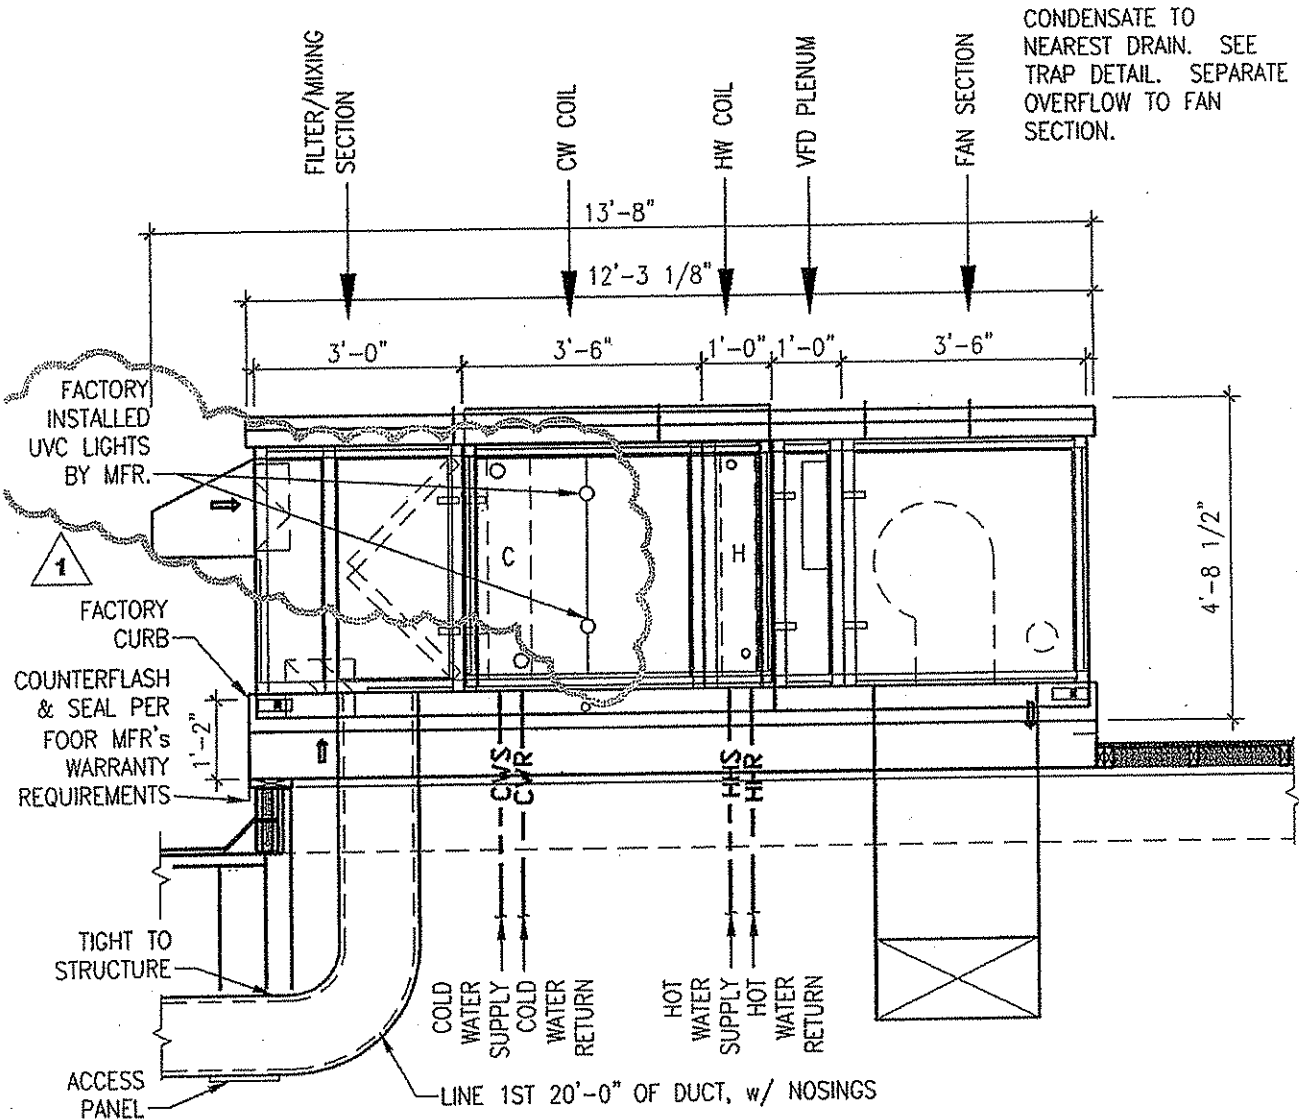 CONDENSATE TO
NEAREST DRAIN. SEE
TRAP DETAIL. SEPARATE
OVERFLOW TO FAN
SECTION.
FILTER/MIXING
SECTION
CW COIL
HW COIL
VFD PLENUM
FAN SECTION
13'-8"
12'-3 1/8"
3'-0"
3'-6"
1'-0"
1'-0"
3'-6"
FACTORY
INSTALLED
UVC LIGHTS
BY MFR.
1
C
H
4'-8 1/2"
FACTORY
CURB
COUNTERFLASH
& SEAL PER
FOOR MFR's
WARRANTY
REQUIREMENTS
1'-2"
CWS
CWR
HHS
HHR
TIGHT TO
STRUCTURE
COLD
WATER
SUPPLY
COLD
WATER
RETURN
HOT
WATER
SUPPLY
HOT
WATER
RETURN
ACCESS
PANEL
LINE 1ST 20'-0" OF DUCT, w/ NOSINGS